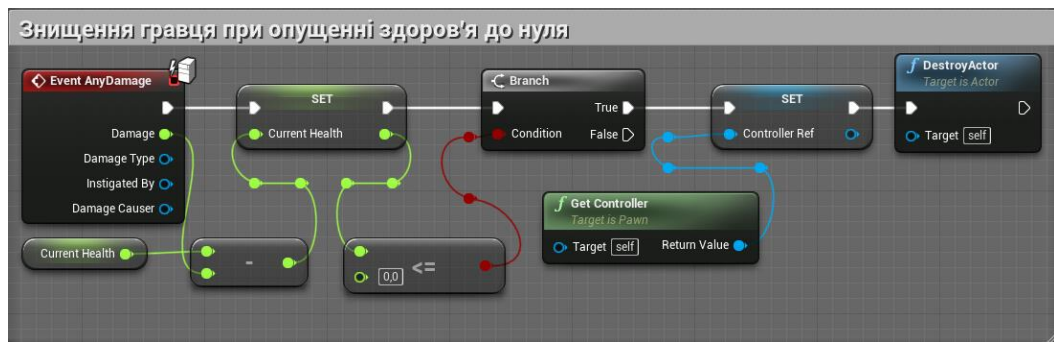 Знищення гравця при опущенні здоров'я до нуля
Event AnyDamage
Damage
Damage Type
Instigated By
Damage Causer
Current Health
-
SET
Current Health
0,0
<=
Branch
True
Condition
False
f Get Controller
Target is Pawn
Target self
Return Value
SET
Controller Ref
f DestroyActor
Target is Actor
Target self